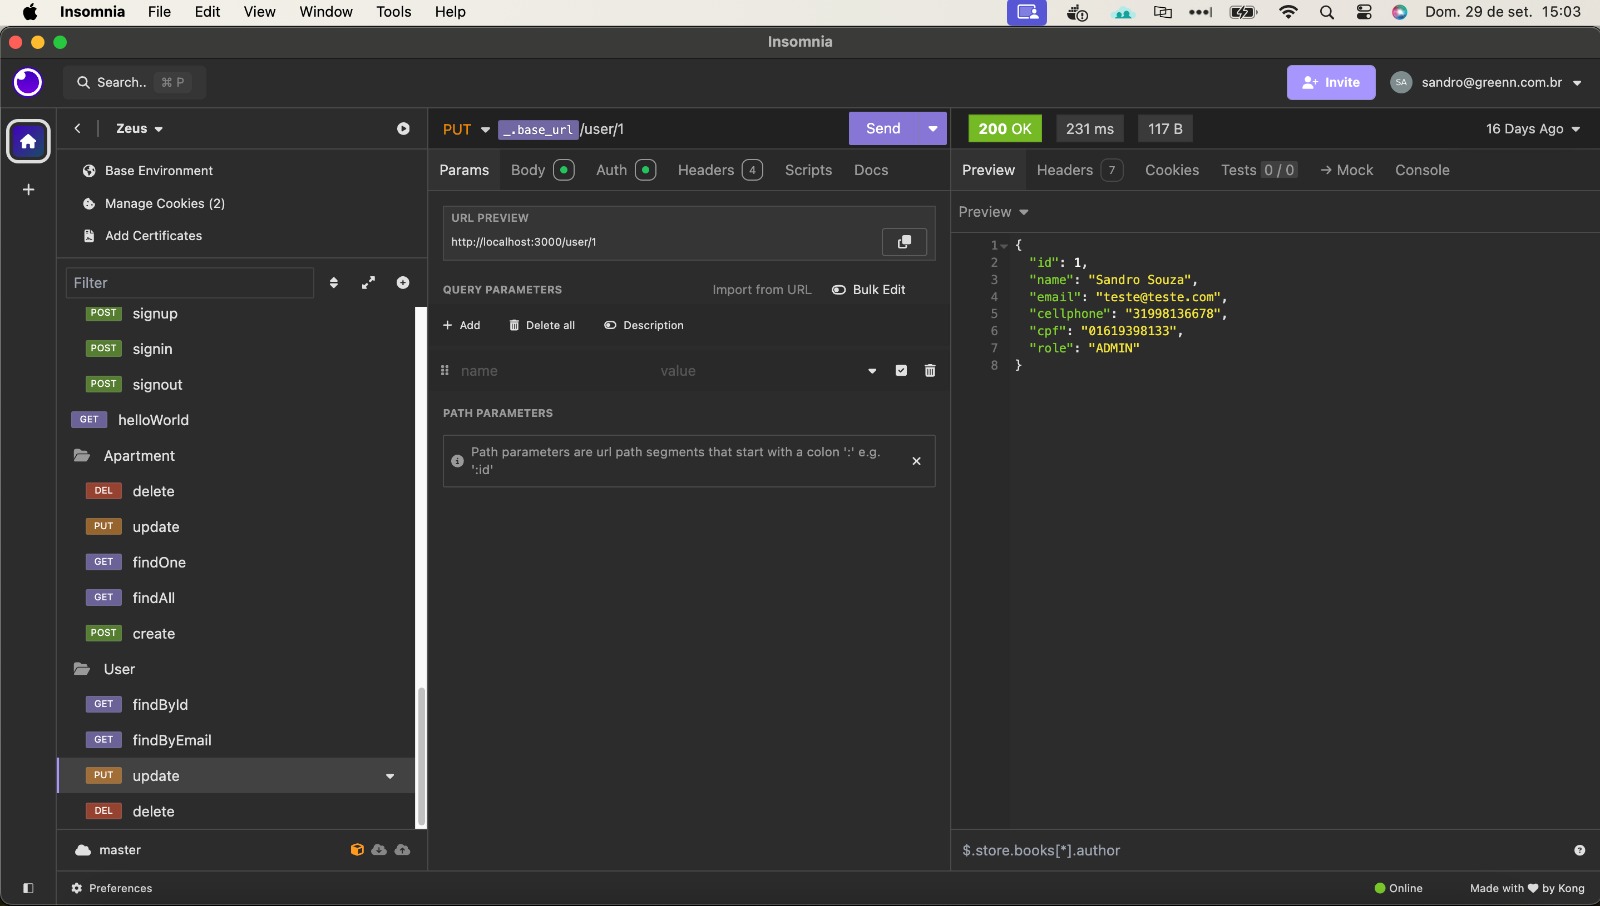 Insomnia File Edit View Window Tools Help Dom. 29 de set. 15:03
Insomnia
Search.. ⌘ P Invite SA sandro@greenn.com.br
Zeus
PUT _.base_url/user/1 Send
200 OK 231 ms 117 B 16 Days Ago
Base Environment
Manage Cookies (2)
Add Certificates
Filter
POST signup
POST signin
POST signout
GET helloWorld
Apartment
DEL delete
PUT update
GET findOne
GET findAll
POST create
User
GET findById
GET findByEmail
PUT update
DEL delete
master
Params Body Auth Headers 4 Scripts Docs
URL PREVIEW
http://localhost:3000/user/1
QUERY PARAMETERS Import from URL Bulk Edit
Add Delete all Description
name value
PATH PARAMETERS
Path parameters are url path segments that start with a colon ':' e.g.
':id'
Preview Headers 7 Cookies Tests 0 / 0 → Mock Console
Preview
1 {
2 "id": 1,
3 "name": "Sandro Souza",
4 "email": "teste@teste.com",
5 "cellphone": "31998136678",
6 "cpf": "01619398133",
7 "role": "ADMIN"
8 }
$.store.books[*].author
Preferences Online Made with ♥ by Kong